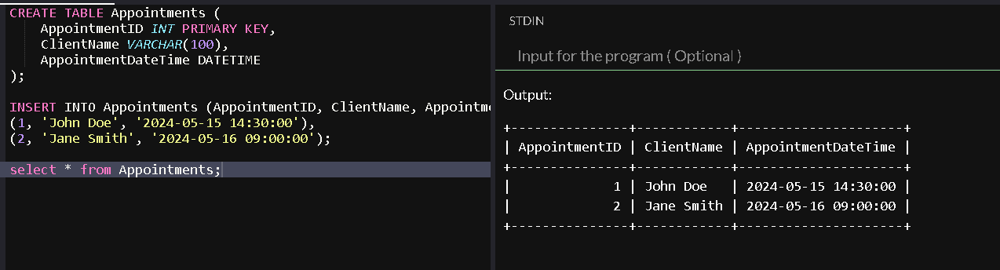 CREATE TABLE Appointments (
    AppointmentID INT PRIMARY KEY,
    ClientName VARCHAR(100),
    AppointmentDateTime DATETIME
);
INSERT INTO Appointments (AppointmentID, ClientName, Appointm
(1, 'John Doe', '2024-05-15 14:30:00'),
(2, 'Jane Smith', '2024-05-16 09:00:00');
select * from Appointments;
STDIN
Input for the program ( Optional )
Output:
+---------------+------------+---------------------+
| AppointmentID | ClientName | AppointmentDateTime |
+---------------+------------+---------------------+
|             1 | John Doe   | 2024-05-15 14:30:00 |
|             2 | Jane Smith | 2024-05-16 09:00:00 |
+---------------+------------+---------------------+